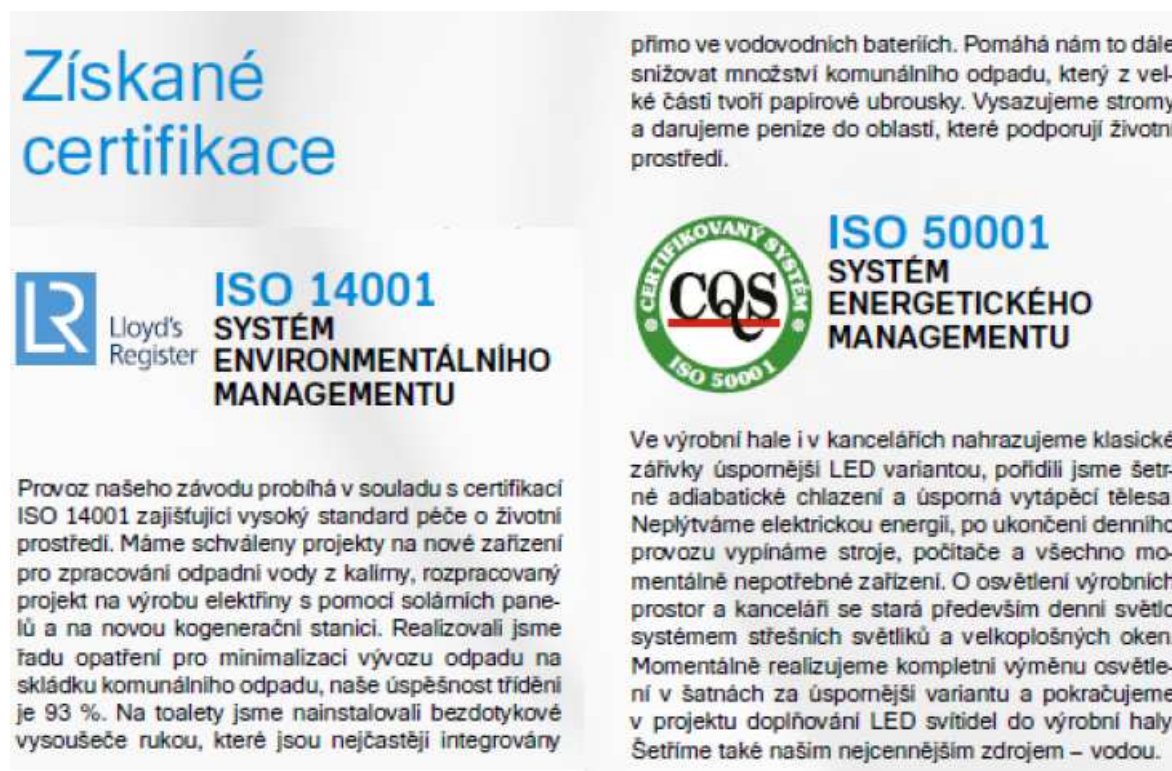 Získané
certifikace
LR
Lloyd's
Register
ISO 14001
SYSTÉM
ENVIRONMENTÁLNÍHO
MANAGEMENTU
Provoz našeho závodu probíhá v souladu s certifikací
ISO 14001 zajišťující vysoký standard péče o životní
prostředí. Máme schváleny projekty na nové zařízení
pro zpracování odpadní vody z kalírny, rozpracovaný
projekt na výrobu elektřiny s pomocí solárních pane-
lů a na novou kogenerační stanici. Realizovali jsme
řadu opatření pro minimalizaci vývozu odpadu na
skládku komunálního odpadu, naše úspěšnost třídění
je 93 %. Na toalety jsme nainstalovali bezdotykové
vysoušeče rukou, které jsou nejčastěji integrovány
přímo ve vodovodních bateriích. Pomáhá nám to dále
snižovat množství komunálního odpadu, který z vel-
ké části tvoří papírové ubrousky. Vysazujeme stromy
a darujeme peníze do oblastí, které podporují životní
prostředí.
CERTIFIKOVANÝ SYSTÉM
CQS
ISO 50001
ISO 50001
SYSTÉM
ENERGETICKÉHO
MANAGEMENTU
Ve výrobní hale i v kancelářích nahrazujeme klasické
zářivky úspornější LED variantou, pořídili jsme šetr-
né adiabatické chlazení a úsporná vytápěcí tělesa.
Neplýtváme elektrickou energii, po ukončení denního
provozu vypínáme stroje, počítače a všechno mo-
mentálně nepotřebné zařízení. O osvětlení výrobních
prostor a kanceláří se stará především denní světlo
systémem střešních světlíků a velkoplošných oken.
Momentálně realizujeme kompletní výměnu osvětle-
ní v šatnách za úspornější variantu a pokračujeme
v projektu doplňování LED svítidel do výrobní haly.
Šetříme také naším nejcennějším zdrojem – vodou.